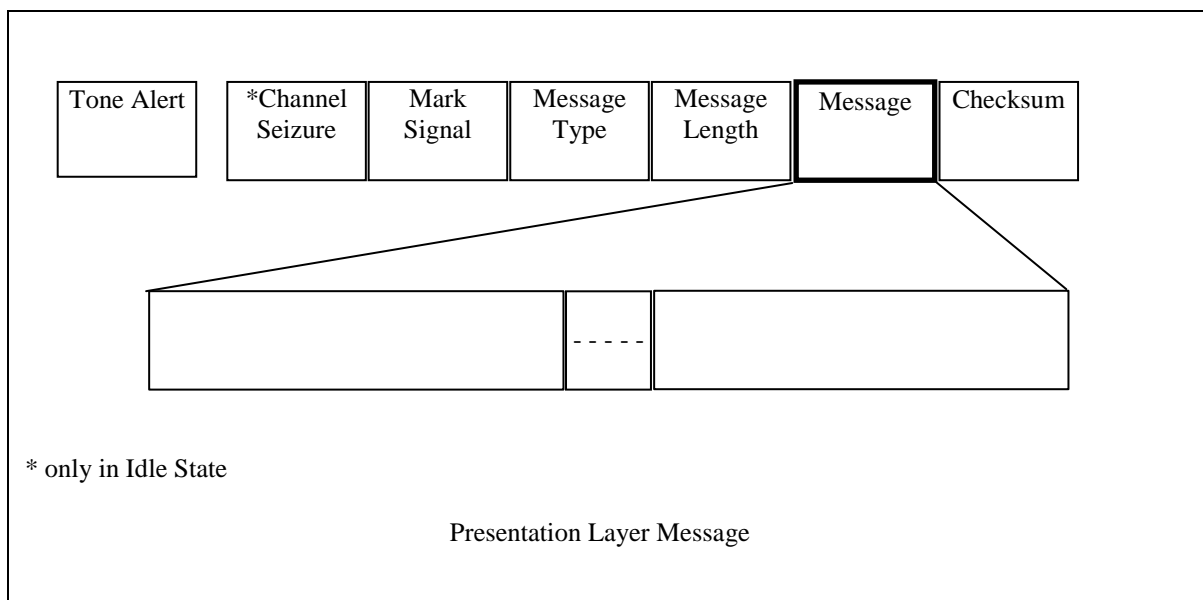 Tone Alert
*Channel
Seizure
Mark
Signal
Message
Type
Message
Length
Message
Checksum
- - - - -
* only in Idle State
Presentation Layer Message